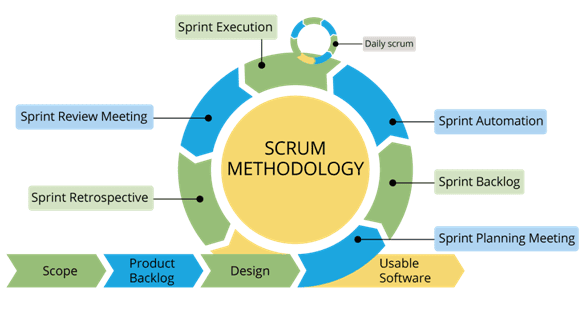 Sprint Execution
Daily scrum
Sprint Review Meeting
Sprint Automation
SCRUM
METHODOLOGY
Sprint Retrospective
Sprint Backlog
Sprint Planning Meeting
Scope
Product
Backlog
Design
Usable
Software